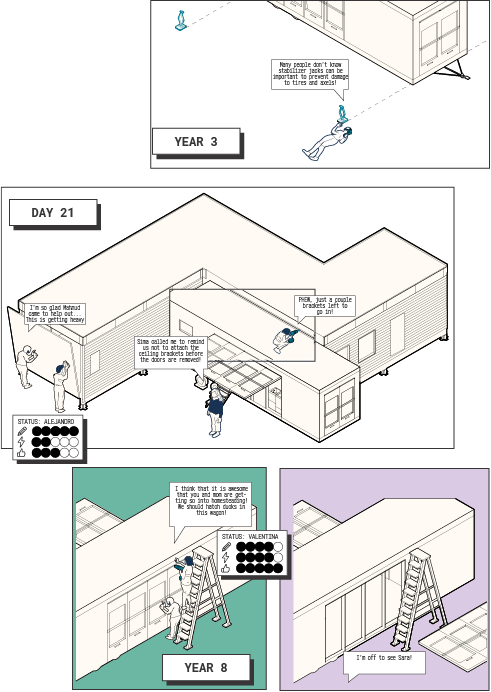 Many people don't know
stabilizer jacks can be
important to prevent damage
to tires and axels!
YEAR 3
DAY 21
PHEW, just a couple
brackets left to
go in!
I'm so glad Mahmud
came to help out...
This is getting heavy
Sima called me to remind
us not to attach the
ceiling brackets before
the doors are removed!
STATUS: ALEJANDRO
I think that it is awesome
that you and mom are get-
ting so into homesteading!
We should hatch ducks in
this wagon!
STATUS: VALENTINA
YEAR 8
I'm off to see Sara!